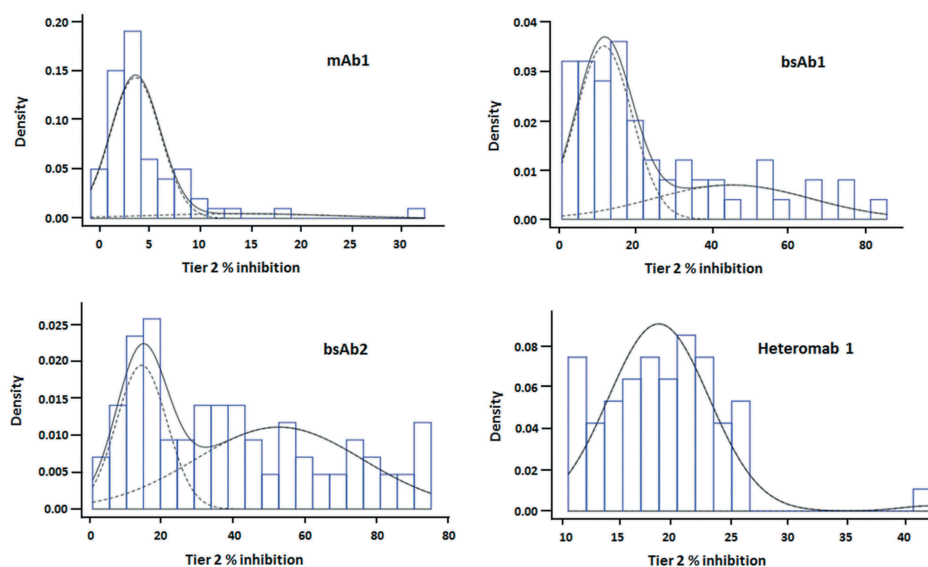 mAb1
Density
0.20
0.15
0.10
0.05
0.00
0 5 10 15 20 25 30
Tier 2 % inhibition
bsAb1
Density
0.04
0.03
0.02
0.01
0.00
0 20 40 60 80
Tier 2 % inhibition
bsAb2
Density
0.025
0.020
0.015
0.010
0.005
0.00
0 20 40 60 80
Tier 2 % inhibition
Heteromab 1
Density
0.08
0.06
0.04
0.02
0.00
10 15 20 25 30 35 40
Tier 2 % inhibition